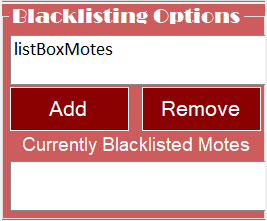 Blacklisting Options
listBoxMotes
Add Remove
Currently Blacklisted Motes